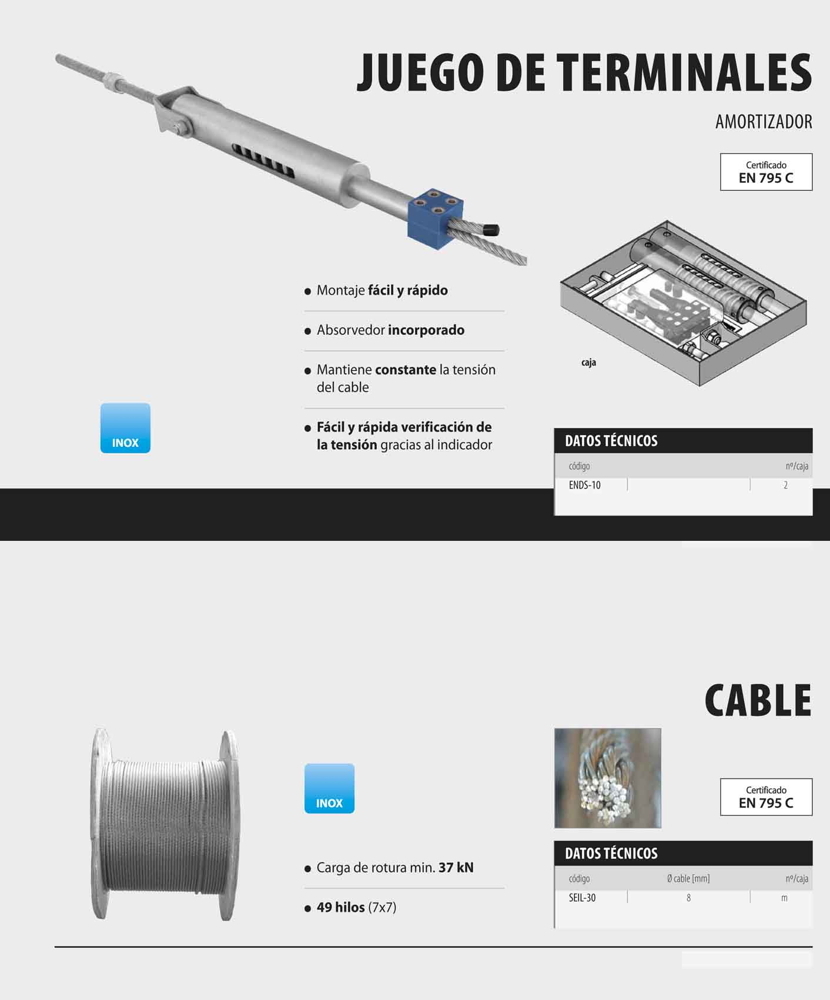 JUEGO DE TERMINALES
AMORTIZADOR
Certificado
EN 795 C
● Montaje fácil y rápido
● Absorvedor incorporado
● Mantiene constante la tensión
del cable
● Fácil y rápida verificación de
la tensión gracias al indicador
caja
INOX
DATOS TÉCNICOS
código nº/caja
ENDS-10 2
CABLE
INOX
Certificado
EN 795 C
● Carga de rotura min. 37 kN
● 49 hilos (7x7)
DATOS TÉCNICOS
código Ø cable [mm] nº/caja
SEIL-30 8 m